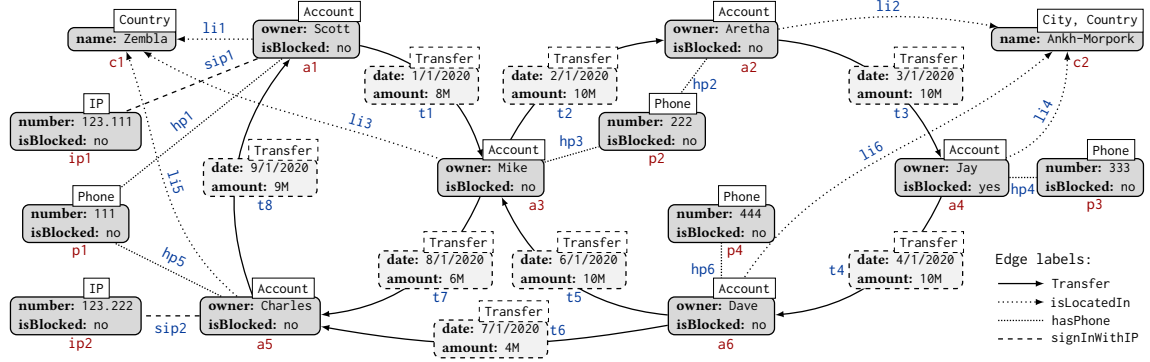 Country
name: Zembla
c1
li1
Account
owner: Scott
isBlocked: no
a1
sip1
Account
owner: Aretha
isBlocked: no
a2
li2
City, Country
name: Ankh-Morpork
c2
Transfer
date: 1/1/2020
amount: 8M
t1
Transfer
date: 2/1/2020
amount: 10M
t2
hp2
Transfer
date: 3/1/2020
amount: 10M
t3
IP
number: 123.111
isBlocked: no
ip1
hp1
li3
Phone
number: 222
isBlocked: no
p2
hp3
li4
li6
Transfer
date: 9/1/2020
amount: 9M
t8
li5
Account
owner: Mike
isBlocked: no
a3
Account
owner: Jay
isBlocked: yes
a4
hp4
Phone
number: 333
isBlocked: no
p3
Phone
number: 111
isBlocked: no
p1
hp5
Phone
number: 444
isBlocked: no
p4
hp6
Transfer
date: 8/1/2020
amount: 6M
t7
Transfer
date: 6/1/2020
amount: 10M
t5
t4
Transfer
date: 4/1/2020
amount: 10M
IP
number: 123.222
isBlocked: no
ip2
sip2
Account
owner: Charles
isBlocked: no
a5
Transfer
date: 7/1/2020
amount: 4M
t6
Account
owner: Dave
isBlocked: no
a6
Edge labels:
Transfer
isLocatedIn
hasPhone
signInWithIP